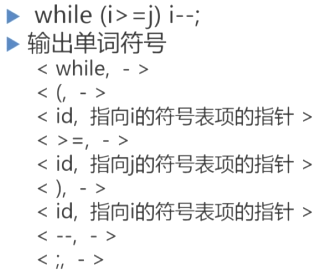 while (i>=j) i--;
输出单词符号
< while, - >
< (, - >
< id, 指向i的符号表项的指针 >
< >=, - >
< id, 指向j的符号表项的指针 >
< ), - >
< id, 指向i的符号表项的指针 >
< --, - >
< ;, - >